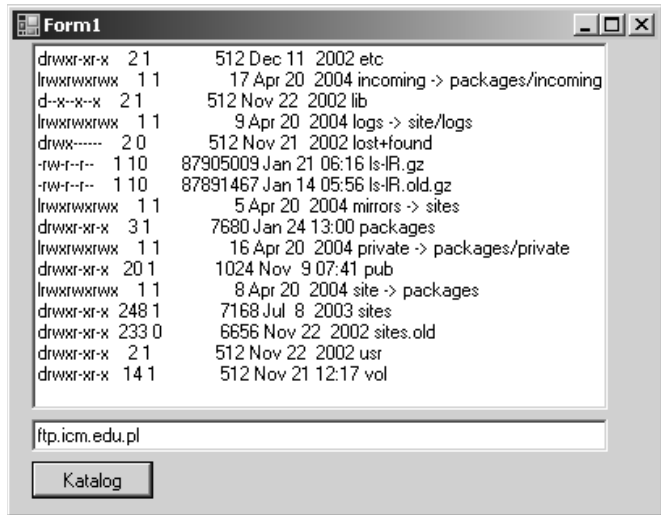 Form1
drwxr-xr-x 2 1 512 Dec 11 2002 etc
lrwxrwxrwx 1 1 17 Apr 20 2004 incoming -> packages/incoming
d--x--x--x 2 1 512 Nov 22 2002 lib
lrwxrwxrwx 1 1 9 Apr 20 2004 logs -> site/logs
drwx------ 2 0 512 Nov 21 2002 lost+found
-rw-r--r-- 1 10 87905009 Jan 21 06:16 ls-lR.gz
-rw-r--r-- 1 10 87891467 Jan 14 05:56 ls-lR.old.gz
lrwxrwxrwx 1 1 5 Apr 20 2004 mirrors -> sites
drwxr-xr-x 3 1 7680 Jan 24 13:00 packages
lrwxrwxrwx 1 1 16 Apr 20 2004 private -> packages/private
drwxr-xr-x 20 1 1024 Nov 9 07:41 pub
lrwxrwxrwx 1 1 8 Apr 20 2004 site -> packages
drwxr-xr-x 248 1 7168 Jul 8 2003 sites
drwxr-xr-x 233 0 6656 Nov 22 2002 sites.old
drwxr-xr-x 2 1 512 Nov 22 2002 usr
drwxr-xr-x 14 1 512 Nov 21 12:17 vol
ftp.icm.edu.pl
Katalog